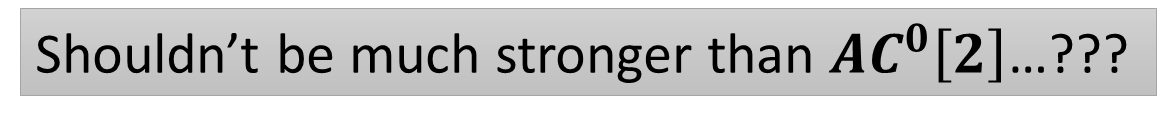 Shouldn’t be much stronger than AC⁰[2]...???